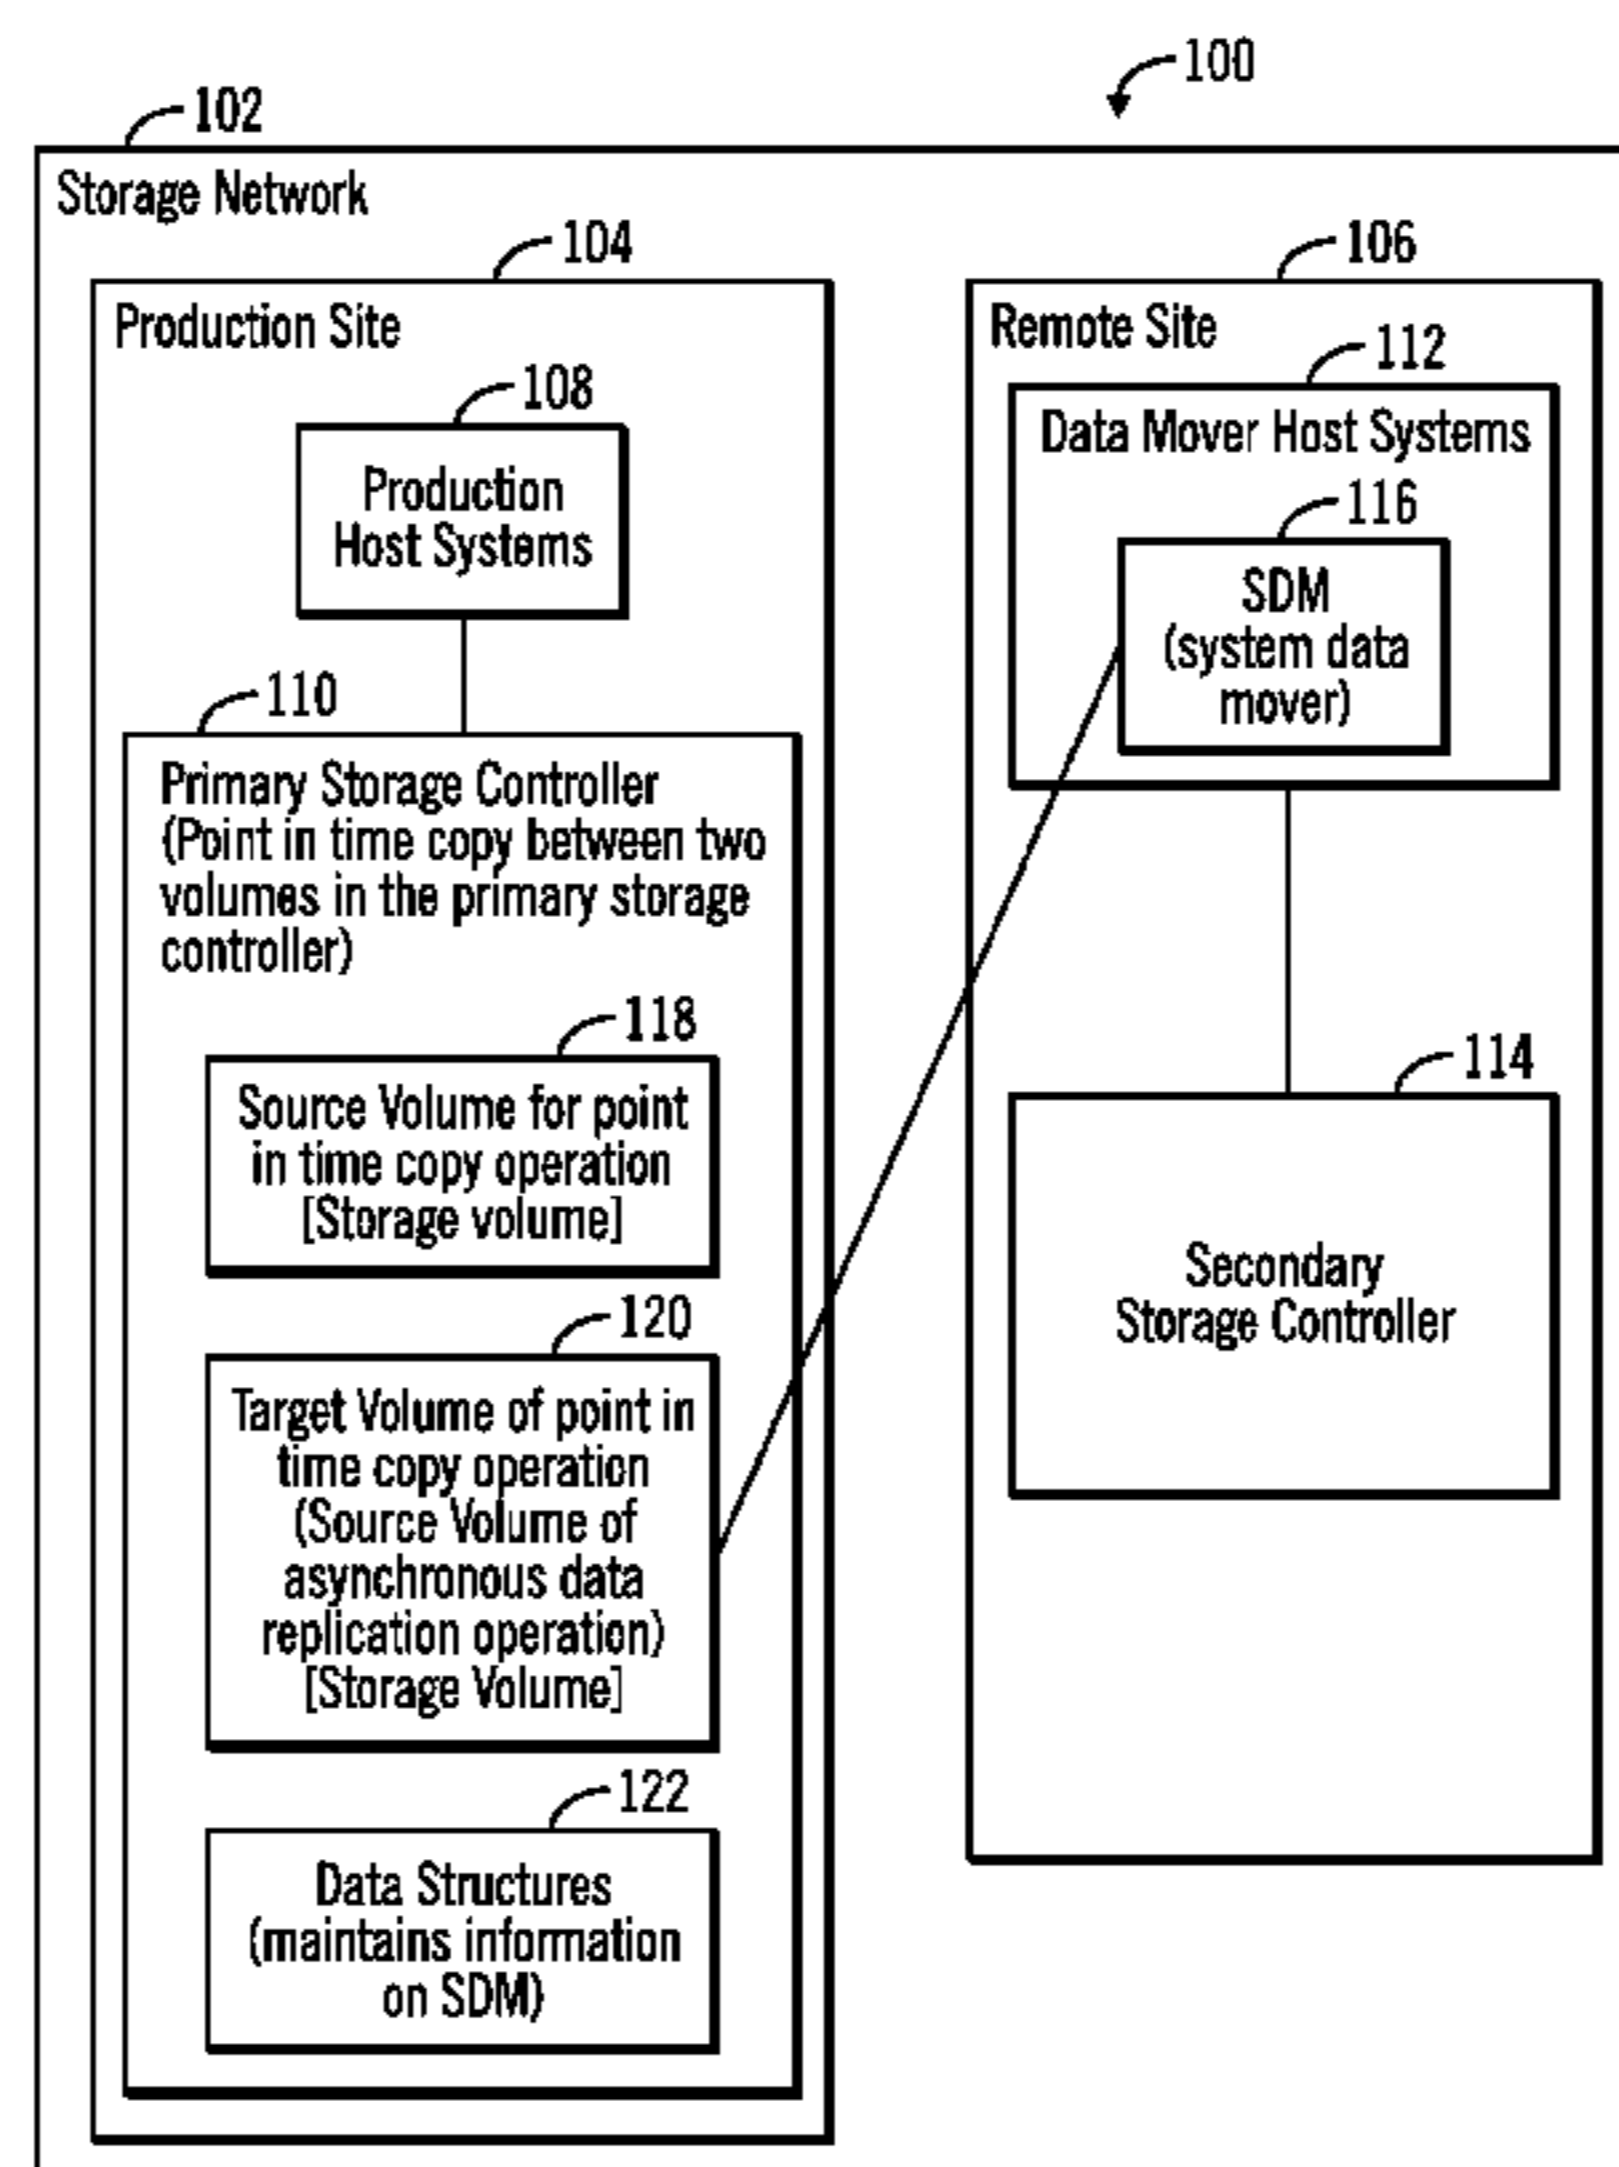 100
102
Storage Network
104
Production Site
108
Production
Host Systems
110
Primary Storage Controller
(Point in time copy between two
volumes in the primary storage
controller)
118
Source Volume for point
in time copy operation
[Storage volume]
120
Target Volume of point in
time copy operation
(Source Volume of
asynchronous data
replication operation)
[Storage Volume]
122
Data Structures
(maintains information
on SDM)
106
Remote Site
112
Data Mover Host Systems
116
SDM
(system data
mover)
114
Secondary
Storage Controller